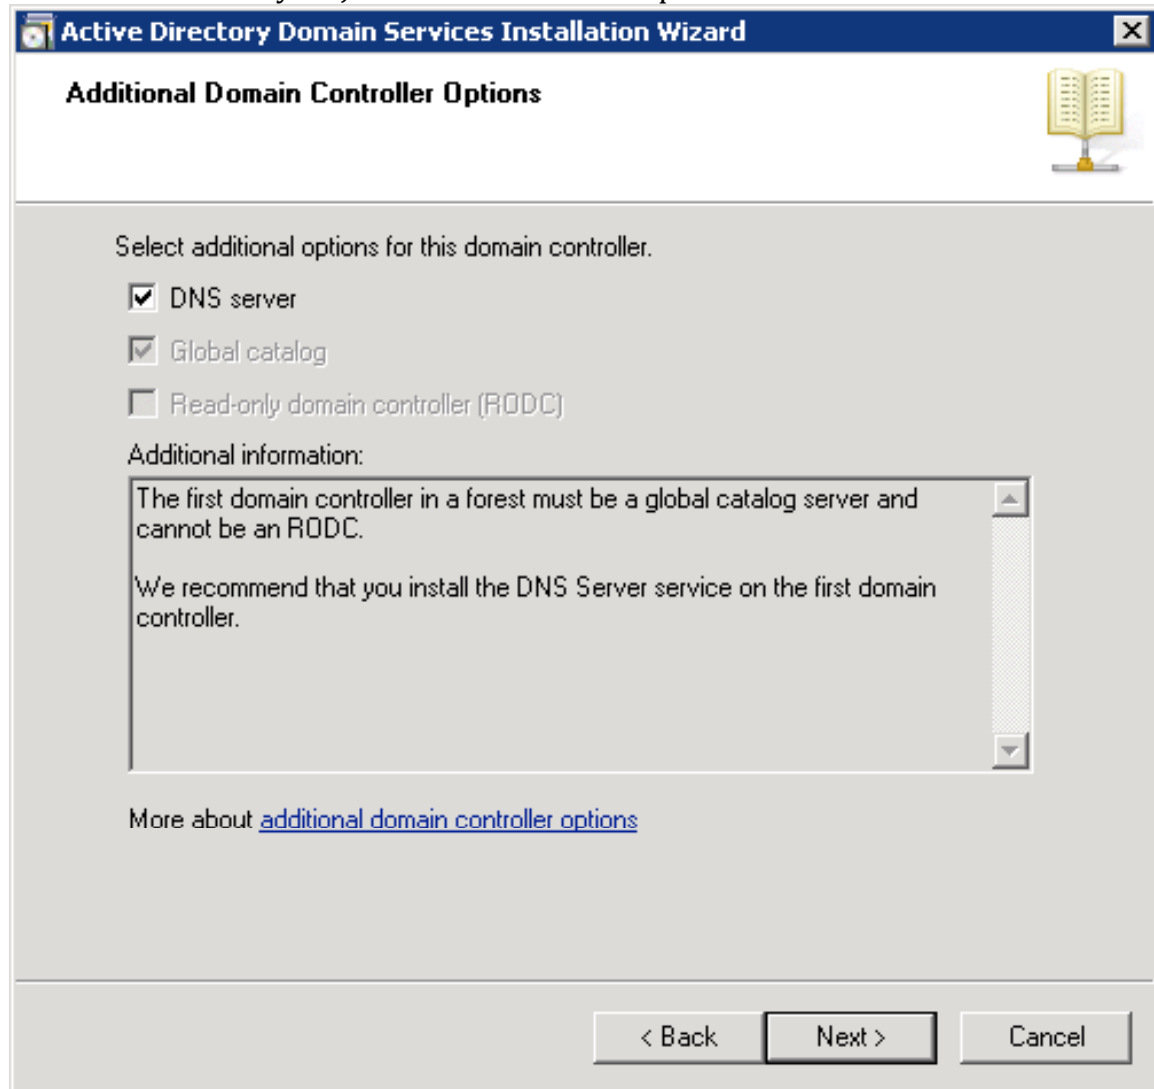 Active Directory Domain Services Installation Wizard
Additional Domain Controller Options
Select additional options for this domain controller.
DNS server
Global catalog
Read-only domain controller (RODC)
Additional information:
The first domain controller in a forest must be a global catalog server and
cannot be an RODC.
We recommend that you install the DNS Server service on the first domain
controller.
More about additional domain controller options
< Back
Next >
Cancel